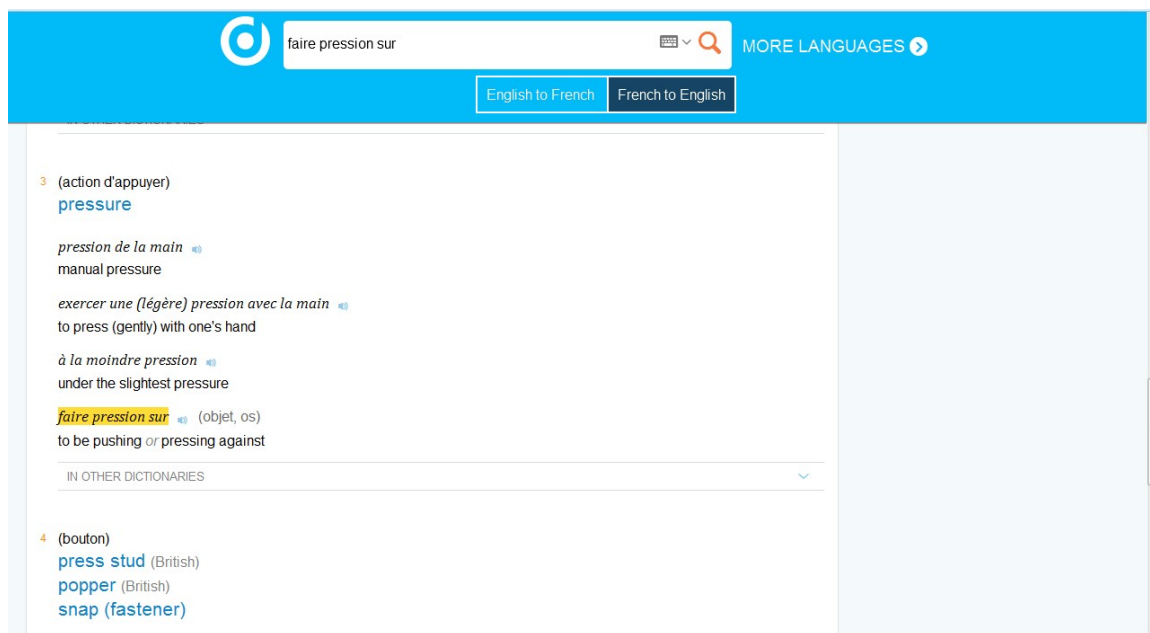 faire pression sur
MORE LANGUAGES
English to French French to English
IN OTHER DICTIONARIES
3 (action d'appuyer)
pressure
pression de la main
manual pressure
exercer une (légère) pression avec la main
to press (gently) with one's hand
à la moindre pression
under the slightest pressure
faire pression sur (objet, os)
to be pushing or pressing against
IN OTHER DICTIONARIES
4 (bouton)
press stud (British)
popper (British)
snap (fastener)